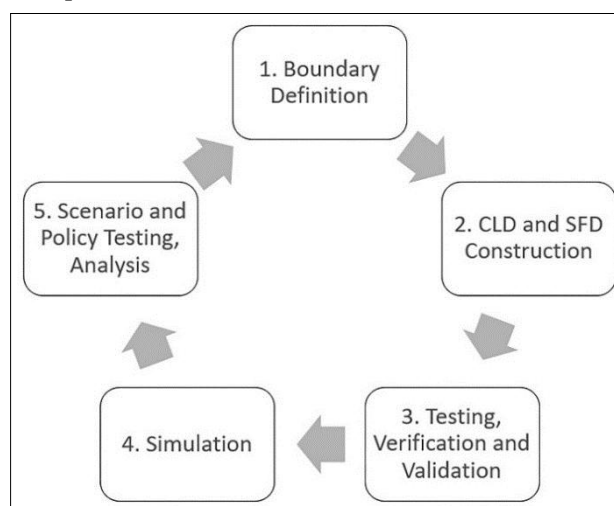 1. Boundary
Definition
2. CLD and SFD
Construction
3. Testing,
Verification and
Validation
4. Simulation
5. Scenario and
Policy Testing,
Analysis